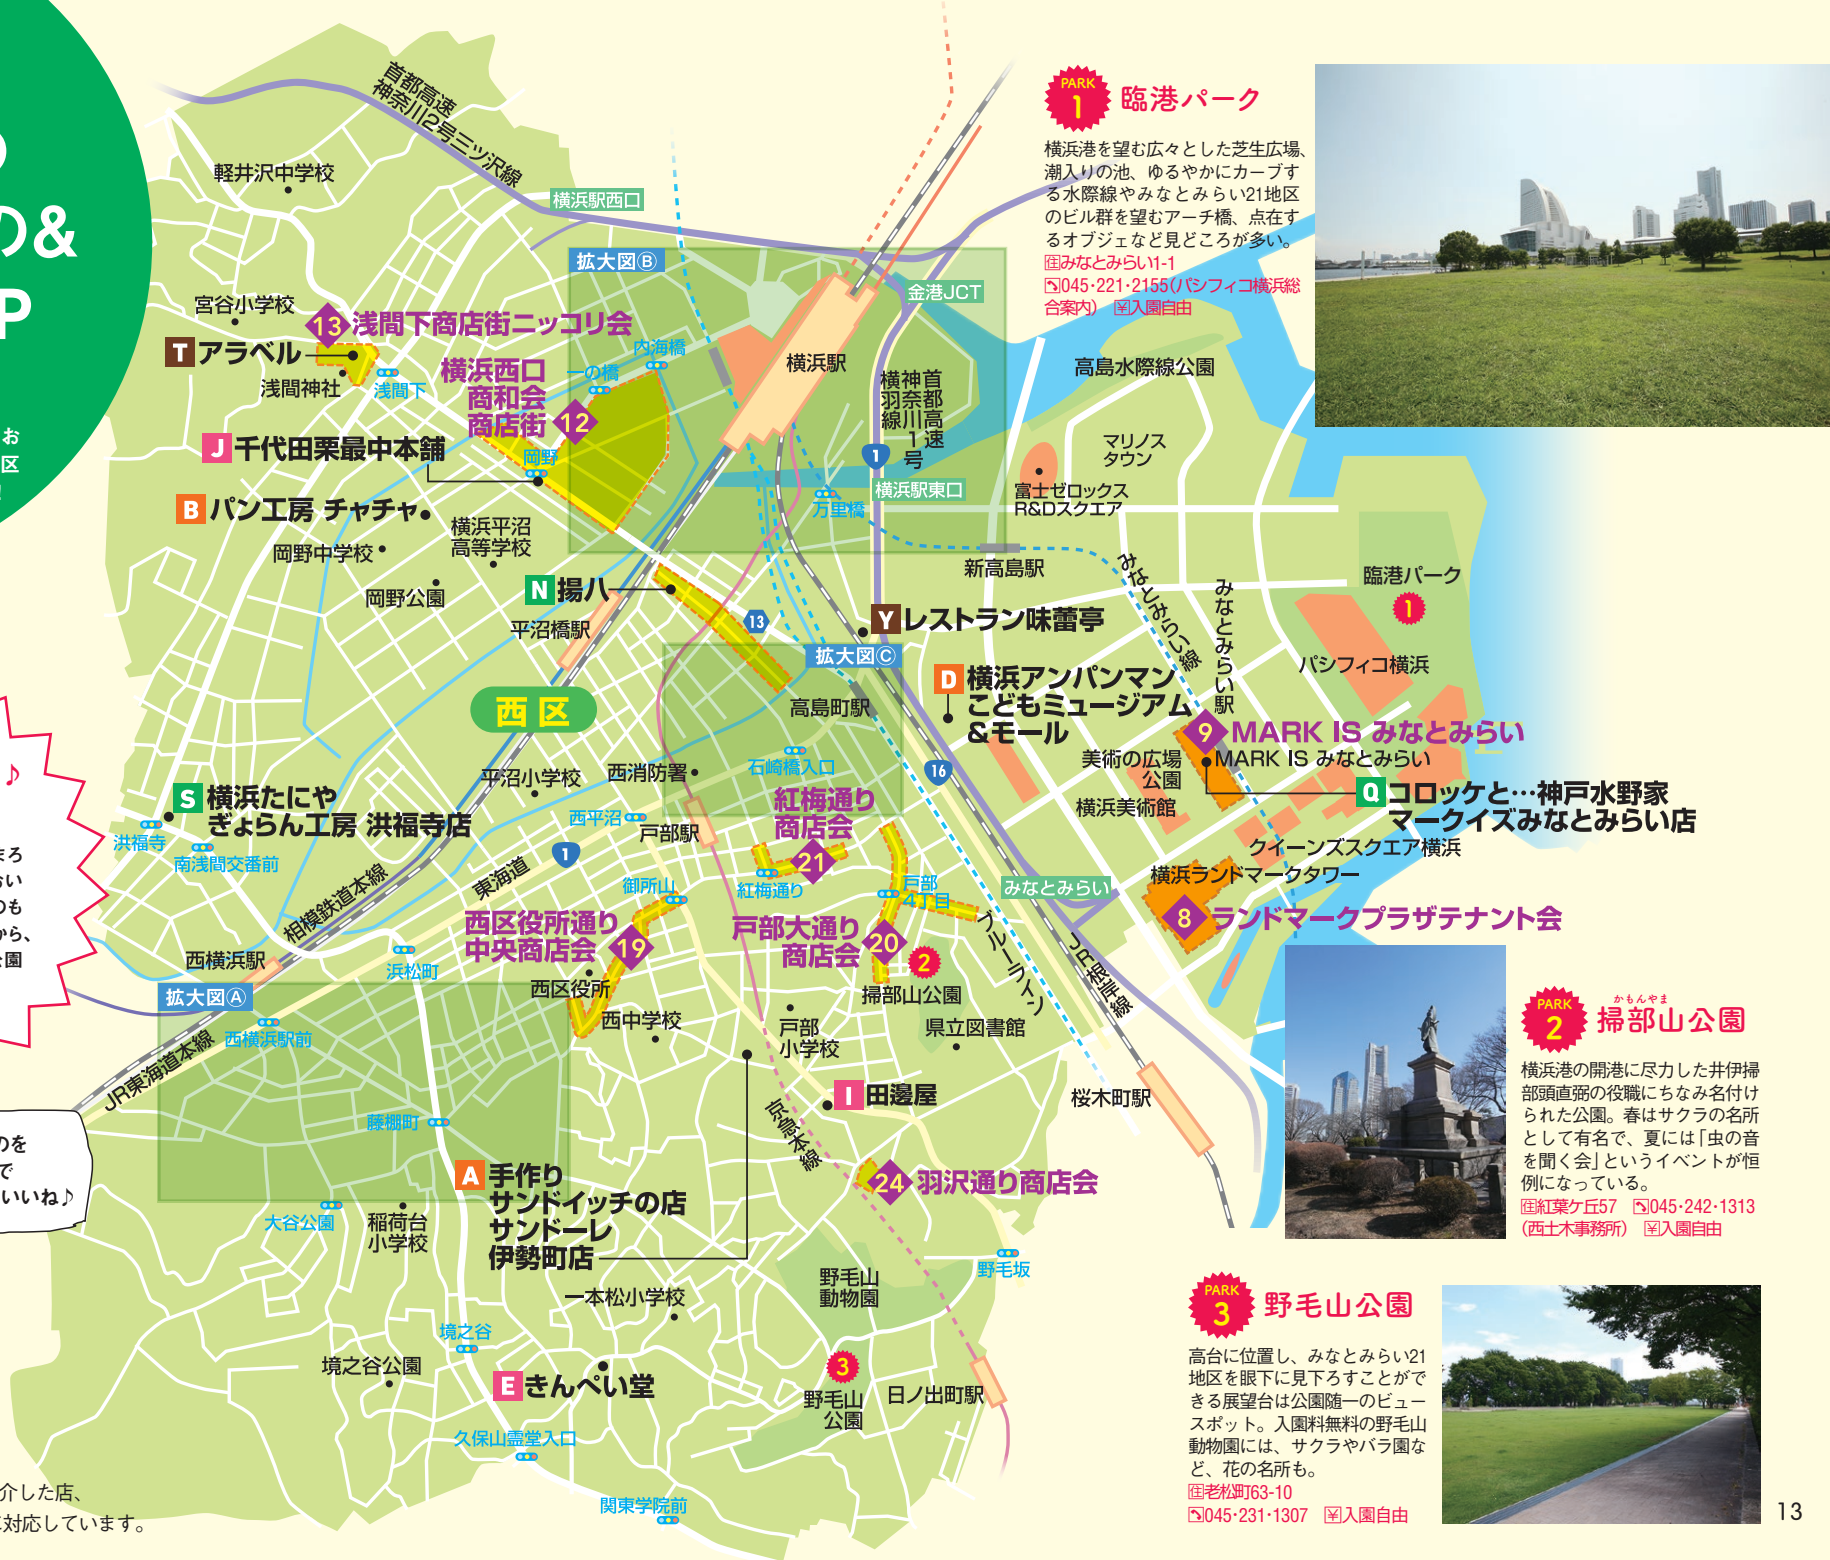 の&
P
お
区
♪
まろ
おい
のも
から、
公園
のを
で
いいね♪
介した店、
対応しています。
首都高速
神奈川2号三ツ沢線
軽井沢中学校
横浜駅西口
拡大図Ⓑ
金港JCT
宮谷小学校
13 浅間下商店街ニッコリ会
T アラベル
浅間神社
浅間下
内海橋
一の橋
横浜西口
商和会
商店街
12
横浜駅
首都高速
神奈川1号
横羽線
1
J 千代田栗最中本舗
岡野
B パン工房 チャチャ
横浜平沼
高等学校
岡野中学校
岡野公園
横浜駅東口
万里橋
高島水際線公園
マリノス
タウン
富士ゼロックス
R&Dスクエア
新高島駅
みなとみらい線
みなとみらい駅
臨港パーク
1
パシフィコ横浜
N 揚八
平沼橋駅
13
Y レストラン味蕾亭
拡大図Ⓒ
西区
高島町駅
D 横浜アンパンマン
こどもミュージアム
&モール
9 MARK IS みなとみらい
MARK IS みなとみらい
美術の広場
公園
横浜美術館
Q コロッケと…神戸水野家
マークイズみなとみらい店
クイーンズスクエア横浜
横浜ランドマークタワー
8 ランドマークプラザテナント会
平沼小学校
西消防署
石崎橋入口
16
S 横浜たにや
ぎょらん工房 洪福寺店
洪福寺
南浅間交番前
西平沼
戸部駅
紅梅通り
商店会
21
紅梅通り
1
東海道
相模鉄道本線
御所山
戸部
4丁目
みなとみらい
西区役所通り
中央商店会
19
戸部大通り
商店会
20
2
掃部山公園
ブルーライン
JR根岸線
西横浜駅
浜松町
西区役所
拡大図Ⓐ
西横浜駅前
JR東海道本線
西中学校
戸部
小学校
県立図書館
I 田邊屋
桜木町駅
京急本線
藤棚町
A 手作り
サンドイッチの店
サンドーレ
伊勢町店
24 羽沢通り商店会
大谷公園
稲荷台
小学校
野毛坂
野毛山
動物園
一本松小学校
境之谷
境之谷公園
E きんぺい堂
3
野毛山
公園
日ノ出町駅
久保山霊堂入口
関東学院前
PARK
1 臨港パーク
横浜港を望む広々とした芝生広場、
潮入りの池、ゆるやかにカーブす
る水際線やみなとみらい21地区
のビル群を望むアーチ橋、点在す
るオブジェなど見どころが多い。
住みなとみらい1-1
045・221・2155(パシフィコ横浜総
合案内) ¥入園自由
PARK
2 掃部山公園
かもんやま
横浜港の開港に尽力した井伊掃
部頭直弼の役職にちなみ名付け
られた公園。春はサクラの名所
として有名で、夏には「虫の音
を聞く会」というイベントが恒
例になっている。
住紅葉ケ丘57 045・242・1313
(西土木事務所) ¥入園自由
PARK
3 野毛山公園
高台に位置し、みなとみらい21
地区を眼下に見下ろすことがで
きる展望台は公園随一のビュー
スポット。入園料無料の野毛山
動物園には、サクラやバラ園な
ど、花の名所も。
住老松町63-10
045・231・1307 ¥入園自由
13